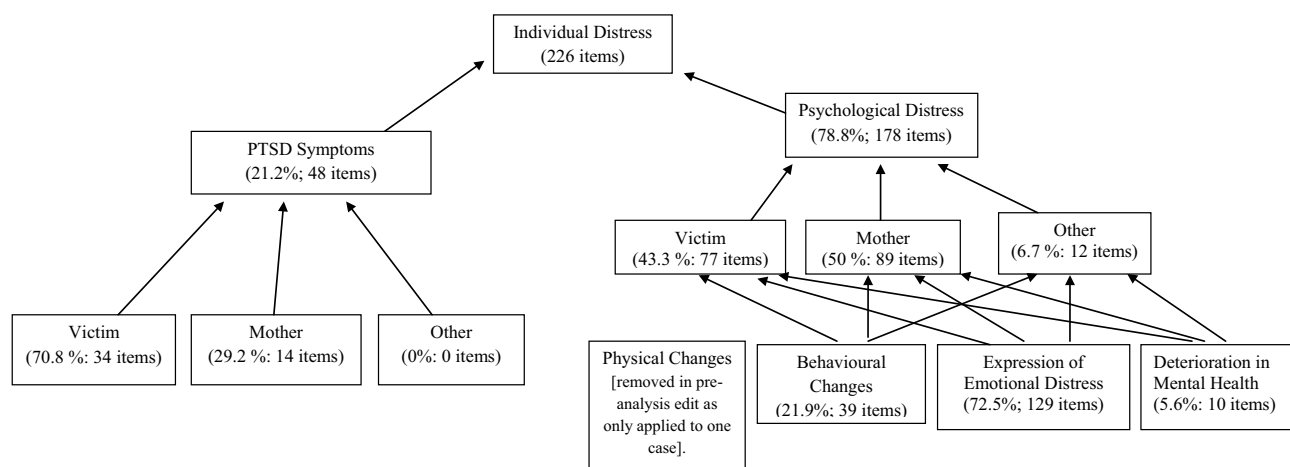 Individual Distress
(226 items)
Psychological Distress
(78.8%; 178 items)
PTSD Symptoms
(21.2%; 48 items)
Victim
(43.3 %: 77 items)
Mother
(50 %: 89 items)
Other
(6.7 %: 12 items)
Victim
(70.8 %: 34 items)
Mother
(29.2 %: 14 items)
Other
(0%: 0 items)
Physical Changes
[removed in pre-
analysis edit as
only applied to one
case].
Behavioural
Changes
(21.9%; 39 items)
Expression of
Emotional Distress
(72.5%; 129 items)
Deterioration in
Mental Health
(5.6%: 10 items)